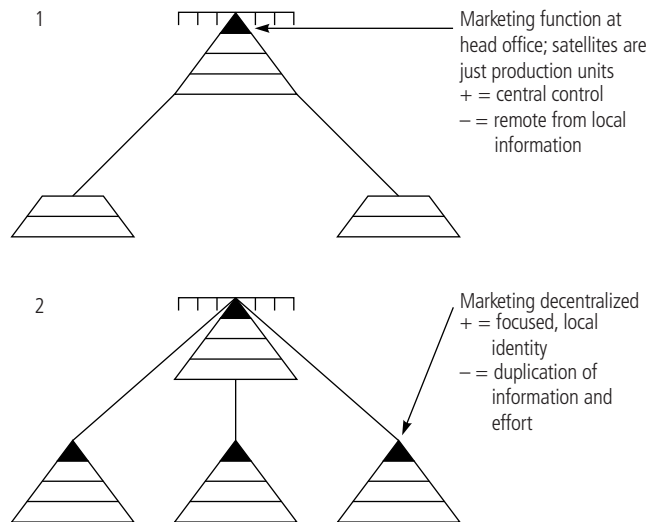 1
Marketing function at
head office; satellites are
just production units
+ = central control
– = remote from local
information
2
Marketing decentralized
+ = focused, local
identity
– = duplication of
information and
effort